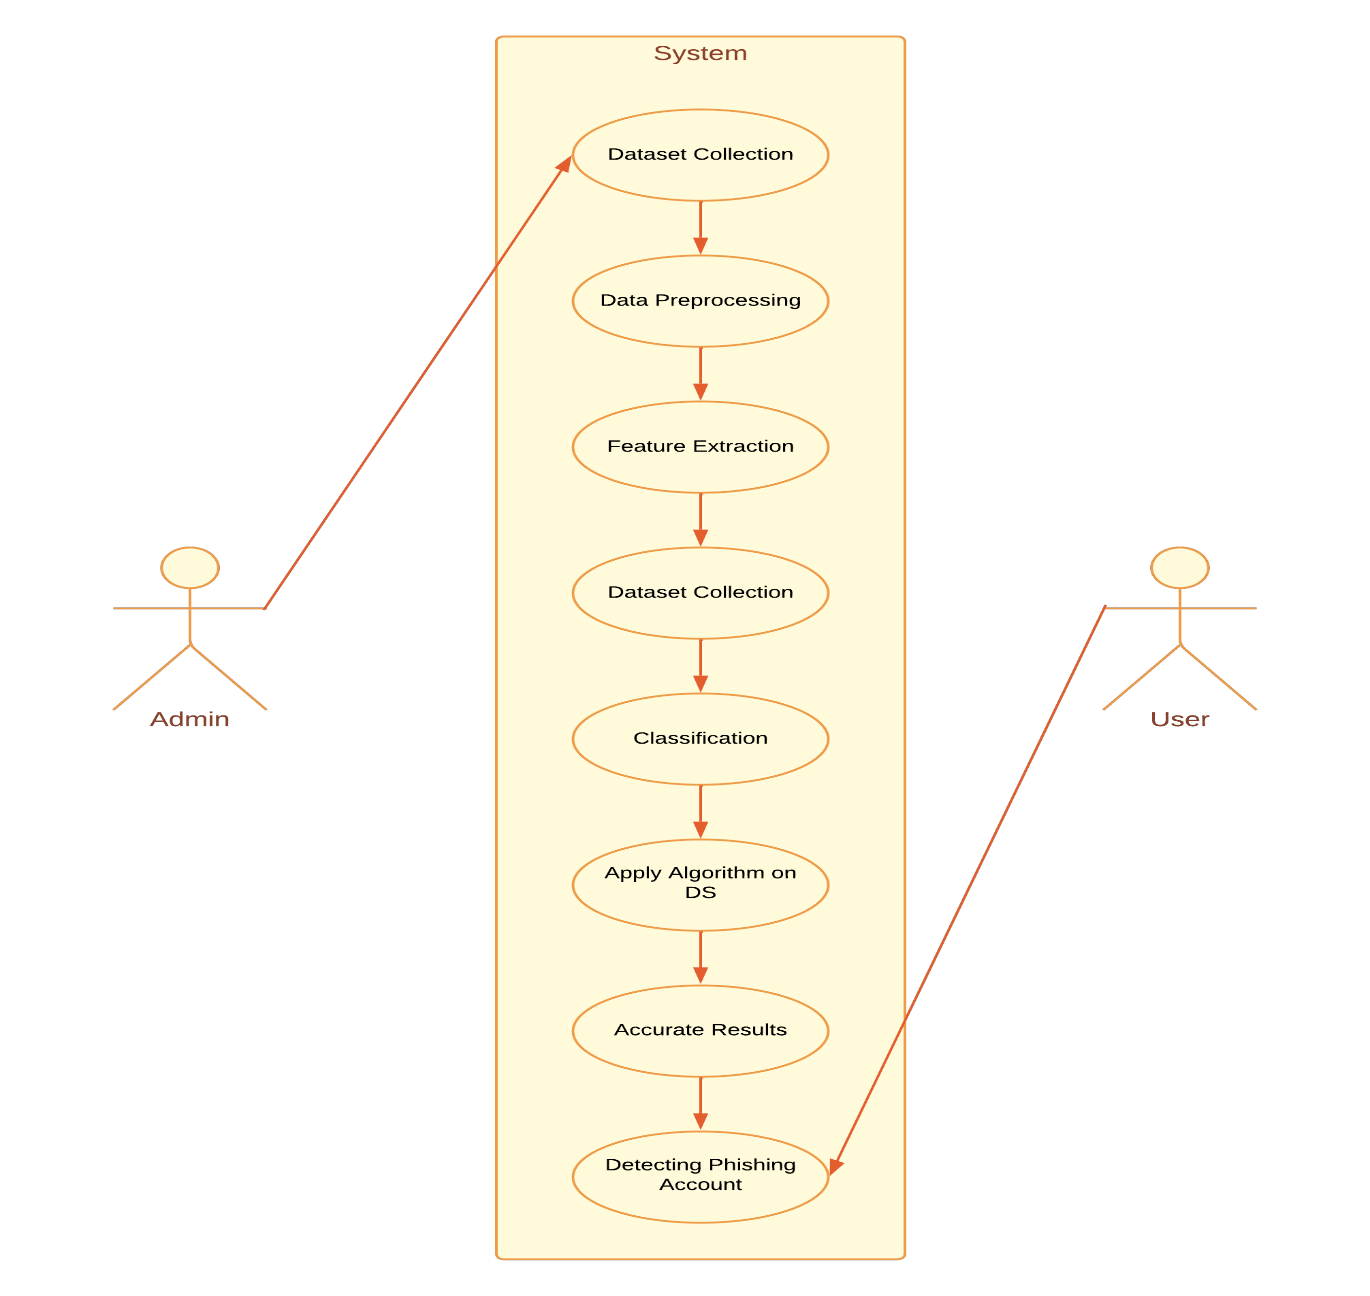 System
Dataset Collection
Data Preprocessing
Feature Extraction
Dataset Collection
Classification
Admin
User
Apply Algorithm on
DS
Accurate Results
Detecting Phishing
Account